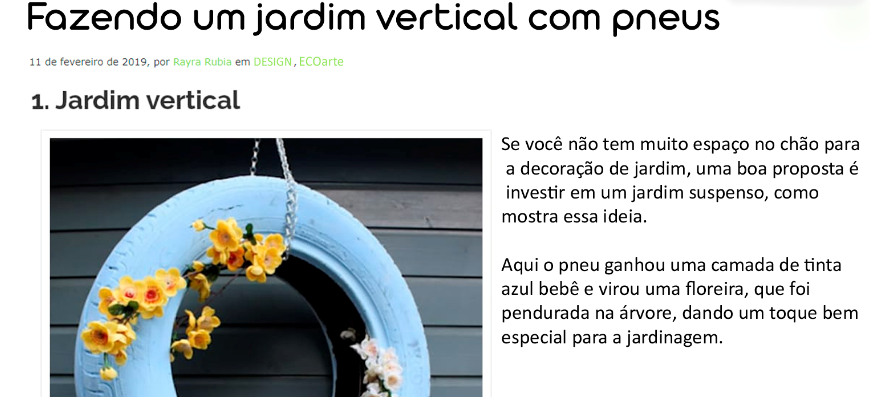 Fazendo um jardim vertical com pneus
11 de fevereiro de 2019, por Rayra Rubia em DESIGN, ECOarte
1. Jardim vertical
Se você não tem muito espaço no chão para
a decoração de jardim, uma boa proposta é
investir em um jardim suspenso, como
mostra essa ideia.
Aqui o pneu ganhou uma camada de tinta
azul bebê e virou uma floreira, que foi
pendurada na árvore, dando um toque bem
especial para a jardinagem.